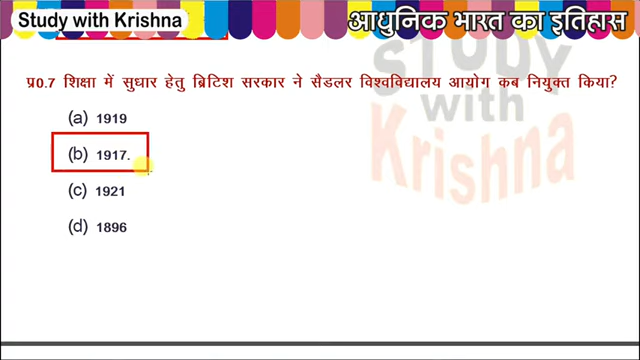 Study with Krishna
आधुनिक भारत का इतिहास
प्र0.7 शिक्षा में सुधार हेतु ब्रिटिश सरकार ने सैडलर विश्वविद्यालय आयोग कब नियुक्त किया?
(a) 1919
(b) 1917.
(c) 1921
(d) 1896
STUDY
with
Krishna